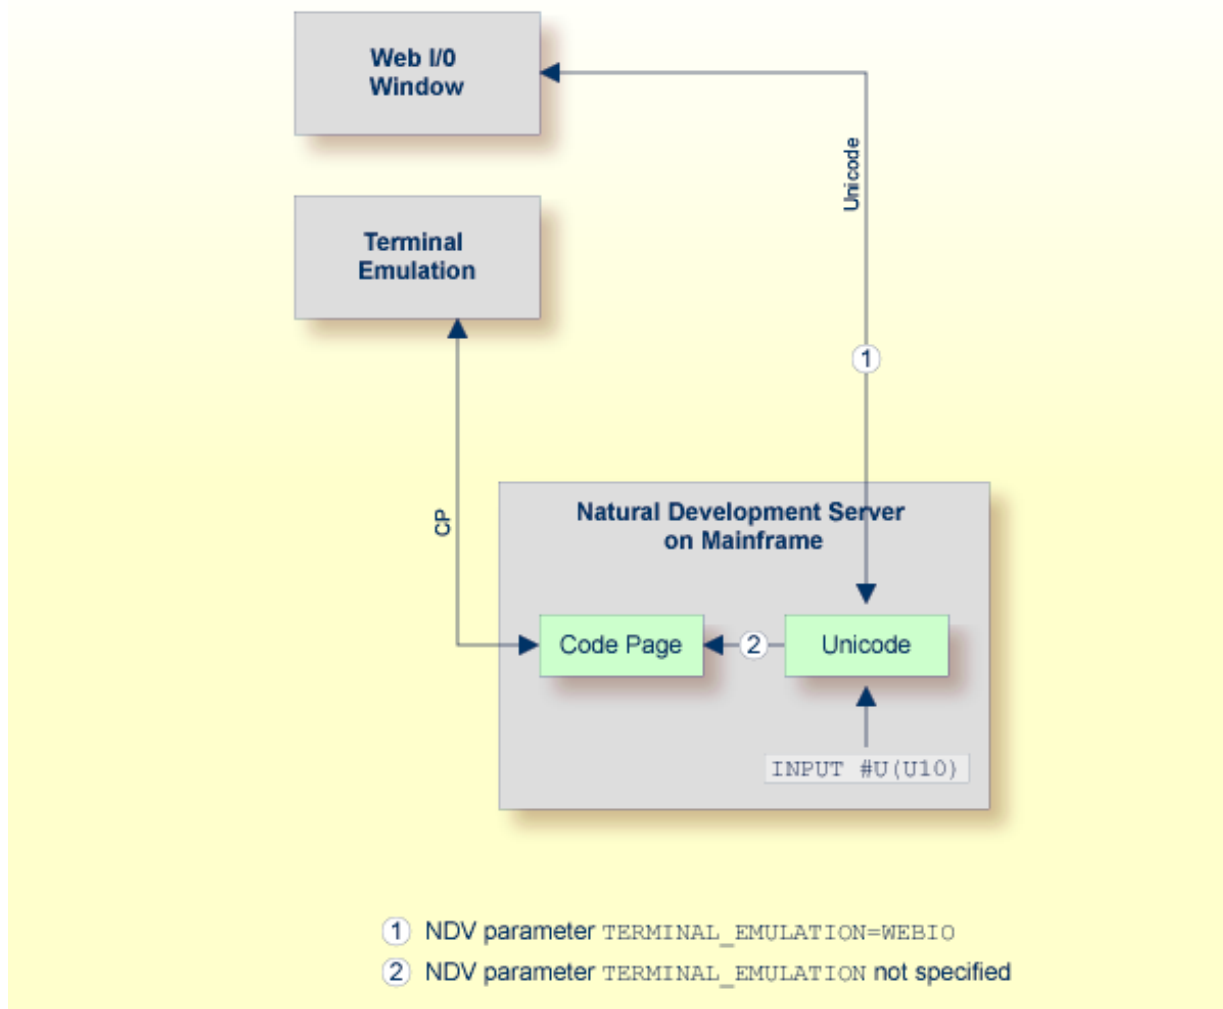 Web I/0
Window
Unicode
Terminal
Emulation
1
CP
Natural Development Server
on Mainframe
Code Page
2
Unicode
INPUT #U(U10)
1 NDV parameter TERMINAL_EMULATION=WEBIO
2 NDV parameter TERMINAL_EMULATION not specified